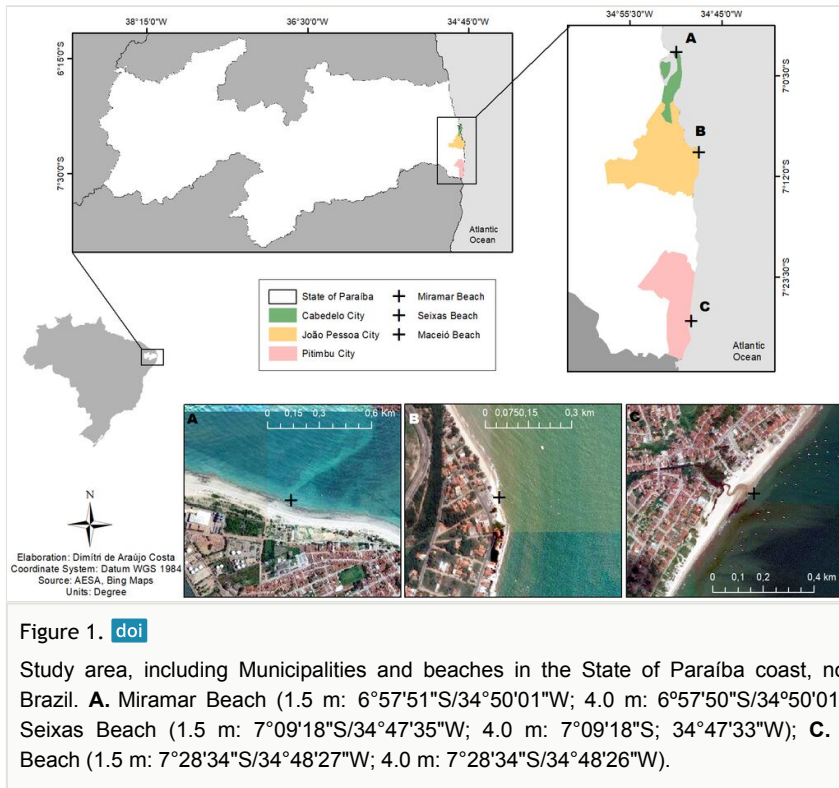 38°15'0"W
36°30'0"W
34°45'0"W
6°15'0"S
7°30'0"S
Atlantic
Ocean
34°55'30"S
34°45'0"W
A
7°0'30"S
B
7°12'0"S
7°23'30"S
C
Atlantic
Ocean
State of Paraíba
Miramar Beach
Cabedelo City
Seixas Beach
João Pessoa City
Maceió Beach
Pitimbu City
A
0 0,15 0,3 0,6 Km
B
0 0,0750,15 0,3 km
C
0 0,1 0,2 0,4 km
N
Elaboration: Dimítri de Araújo Costa
Coordinate System: Datum WGS 1984
Source: AESA, Bing Maps
Units: Degree
Figure 1. doi
Study area, including Municipalities and beaches in the State of Paraíba coast, no
Brazil. A. Miramar Beach (1.5 m: 6°57'51"S/34°50'01"W; 4.0 m: 6º57'50"S/34º50'01
Seixas Beach (1.5 m: 7°09'18"S/34°47'35"W; 4.0 m: 7°09'18"S; 34°47'33"W); C.
Beach (1.5 m: 7°28'34"S/34°48'27"W; 4.0 m: 7°28'34"S/34°48'26"W).